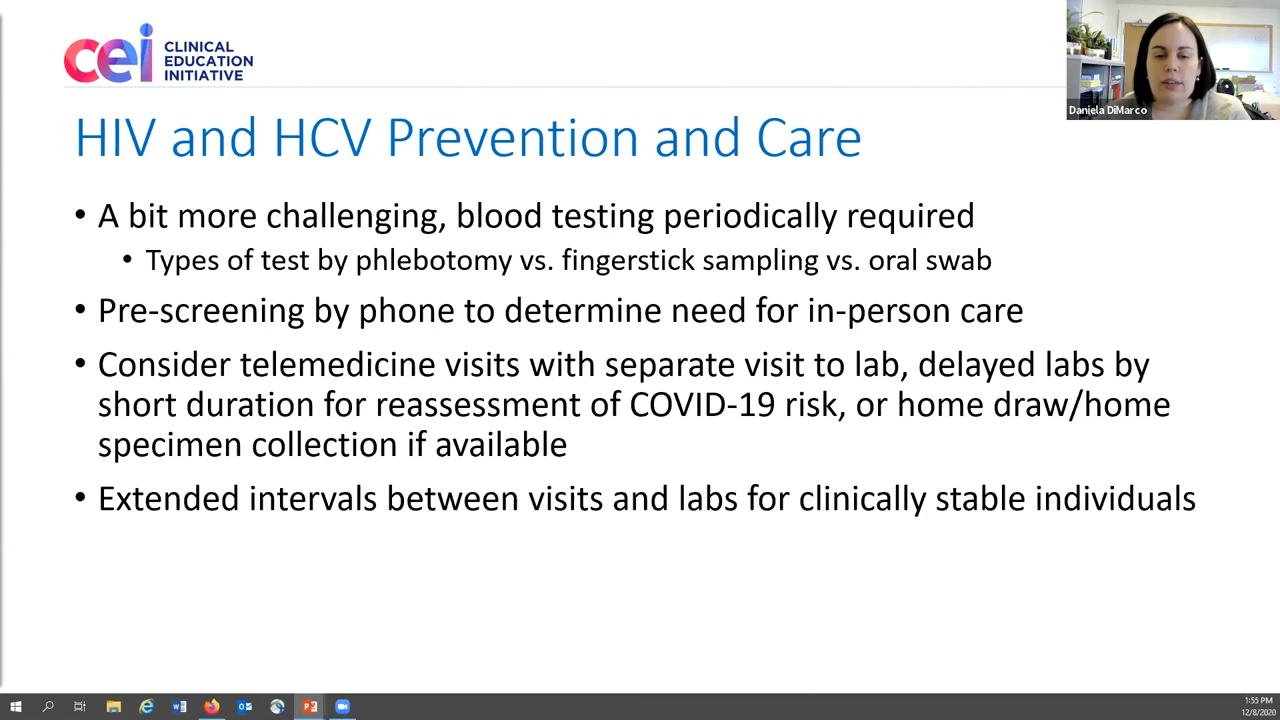 cei CLINICAL
EDUCATION
INITIATIVE
Daniela DiMarco
HIV and HCV Prevention and Care
• A bit more challenging, blood testing periodically required
• Types of test by phlebotomy vs. fingerstick sampling vs. oral swab
• Pre-screening by phone to determine need for in-person care
• Consider telemedicine visits with separate visit to lab, delayed labs by
short duration for reassessment of COVID-19 risk, or home draw/home
specimen collection if available
• Extended intervals between visits and labs for clinically stable individuals
1:55 PM
12/8/2020